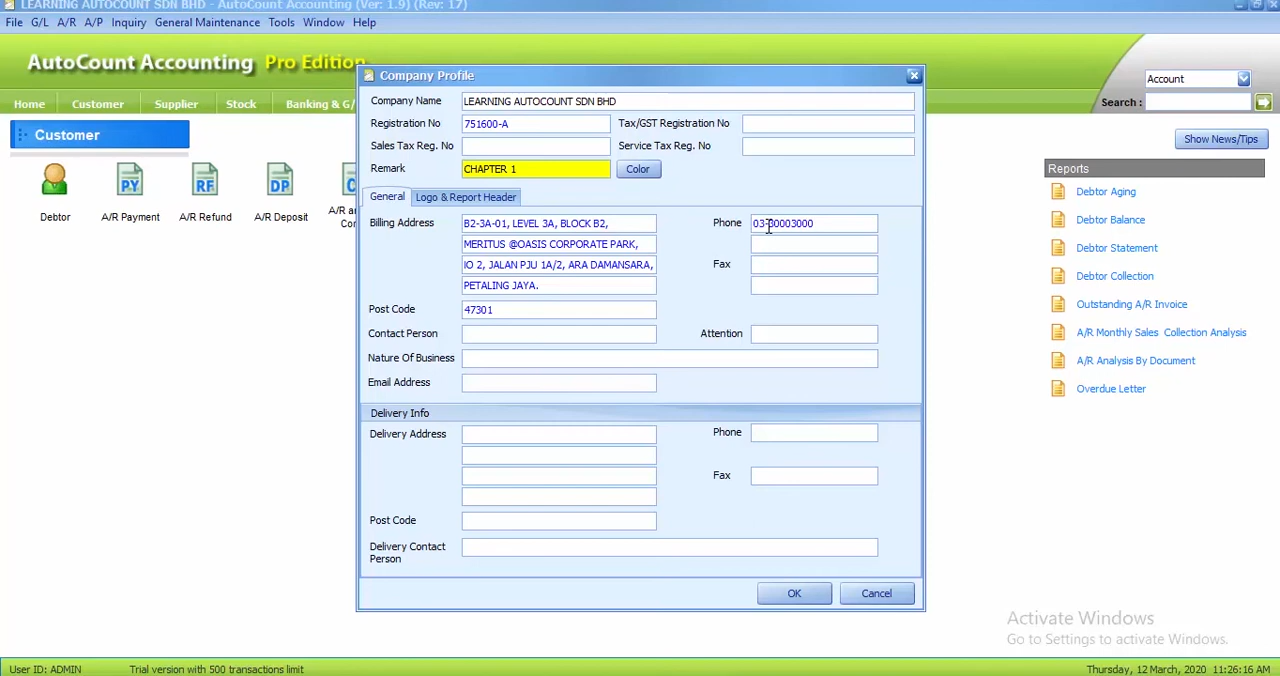 LEARNING AUTOCOUNT SDN BHD - AutoCount Accounting (Ver: 1.9) (Rev: 17)
File G/L A/R A/P Inquiry General Maintenance Tools Window Help
AutoCount Accounting Pro Edition
Account
Search :
Home Customer Supplier Stock Banking & G/
Customer
Show News/Tips
Debtor
A/R Payment
A/R Refund
A/R Deposit
PY
RF
DP
Reports
Debtor Aging
Debtor Balance
Debtor Statement
Debtor Collection
Outstanding A/R Invoice
A/R Monthly Sales Collection Analysis
A/R Analysis By Document
Overdue Letter
Company Profile
Company Name LEARNING AUTOCOUNT SDN BHD
Registration No 751600-A Tax/GST Registration No
Sales Tax Reg. No Service Tax Reg. No
Remark CHAPTER 1 Color
General Logo & Report Header
Billing Address B2-3A-01, LEVEL 3A, BLOCK B2, Phone 03-30003000
MERITUS @OASIS CORPORATE PARK,
IO 2, JALAN PJU 1A/2, ARA DAMANSARA, Fax
PETALING JAYA.
Post Code 47301
Contact Person Attention
Nature Of Business
Email Address
Delivery Info
Delivery Address Phone
Fax
Post Code
Delivery Contact
Person
OK Cancel
Activate Windows
Go to Settings to activate Windows.
User ID: ADMIN Trial version with 500 transactions limit Thursday, 12 March, 2020 11:26:16 AM